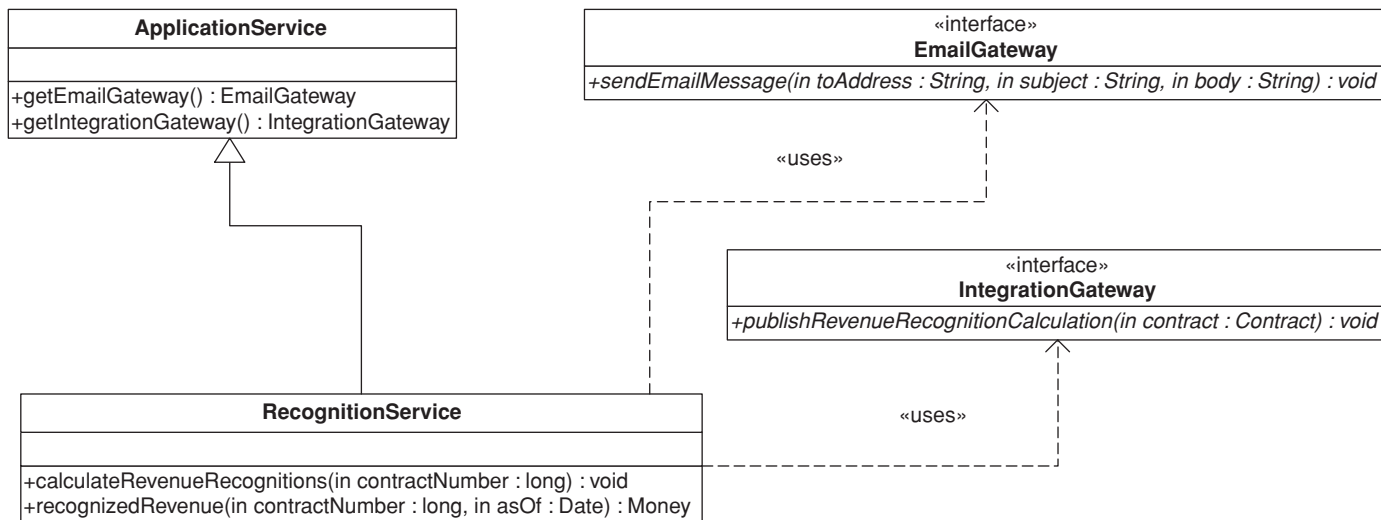 ApplicationService
+getEmailGateway() : EmailGateway
+getIntegrationGateway() : IntegrationGateway
«interface»
EmailGateway
+sendEmailMessage(in toAddress : String, in subject : String, in body : String) : void
«uses»
«interface»
IntegrationGateway
+publishRevenueRecognitionCalculation(in contract : Contract) : void
«uses»
RecognitionService
+calculateRevenueRecognitions(in contractNumber : long) : void
+recognizedRevenue(in contractNumber : long, in asOf : Date) : Money